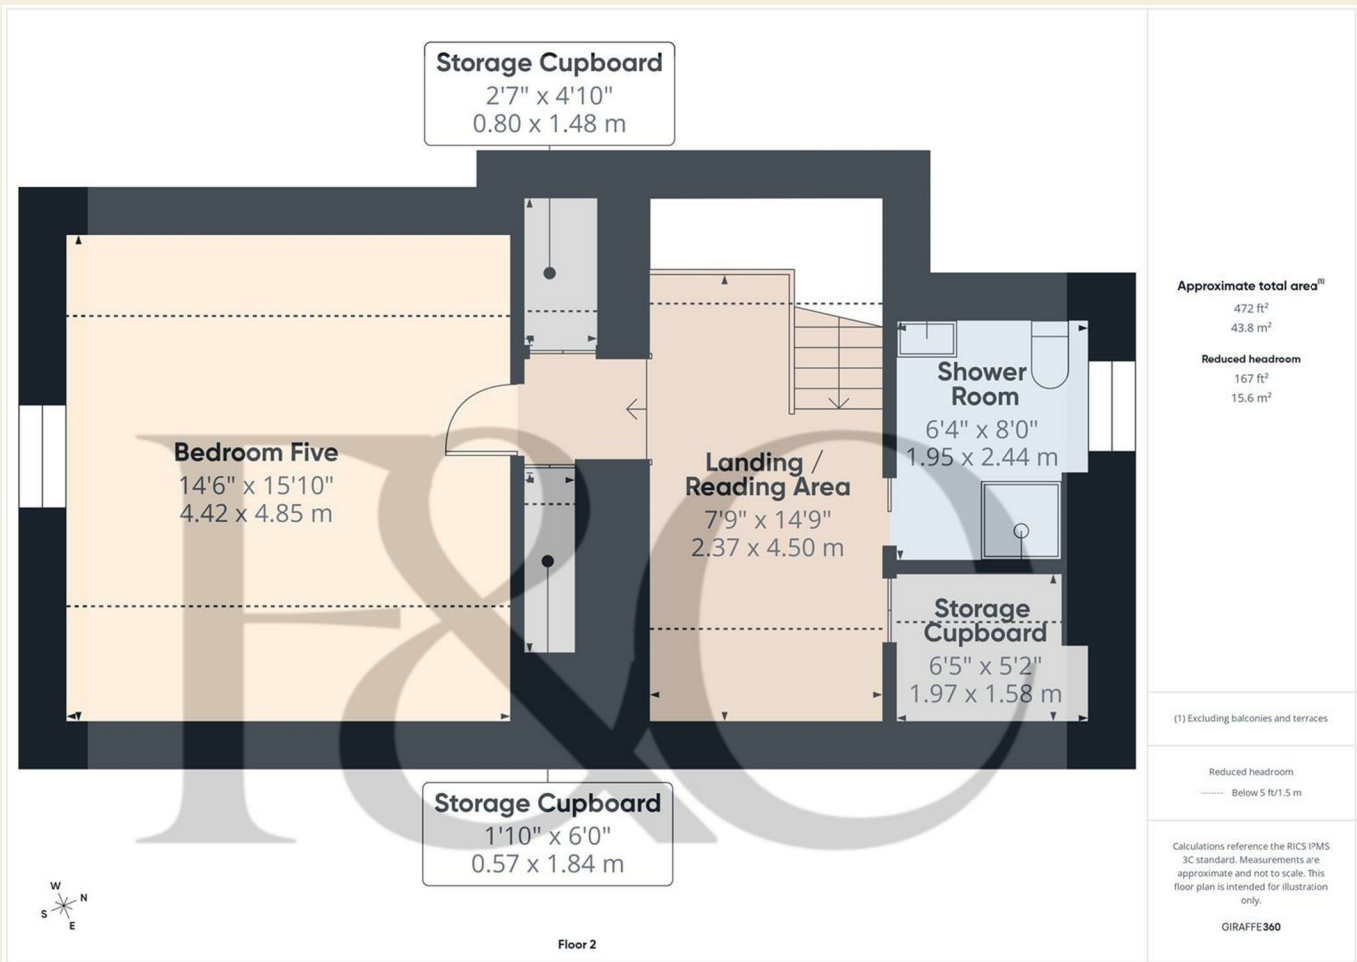 Storage Cupboard
2'7" x 4'10"
0.80 x 1.48 m
Bedroom Five
14'6" x 15'10"
4.42 x 4.85 m
Landing /
Reading Area
7'9" x 14'9"
2.37 x 4.50 m
Shower
Room
6'4" x 8'0"
1.95 x 2.44 m
Storage
Cupboard
6'5" x 5'2"
1.97 x 1.58 m
Storage Cupboard
1'10" x 6'0"
0.57 x 1.84 m
F&C
W
N
S
E
Floor 2
Approximate total area(1)
472 ft²
43.8 m²
Reduced headroom
167 ft²
15.6 m²
(1) Excluding balconies and terraces
Reduced headroom
Below 5 ft/1.5 m
Calculations reference the RICS IPMS
3C standard. Measurements are
approximate and not to scale. This
floor plan is intended for illustration
only.
GIRAFFE360